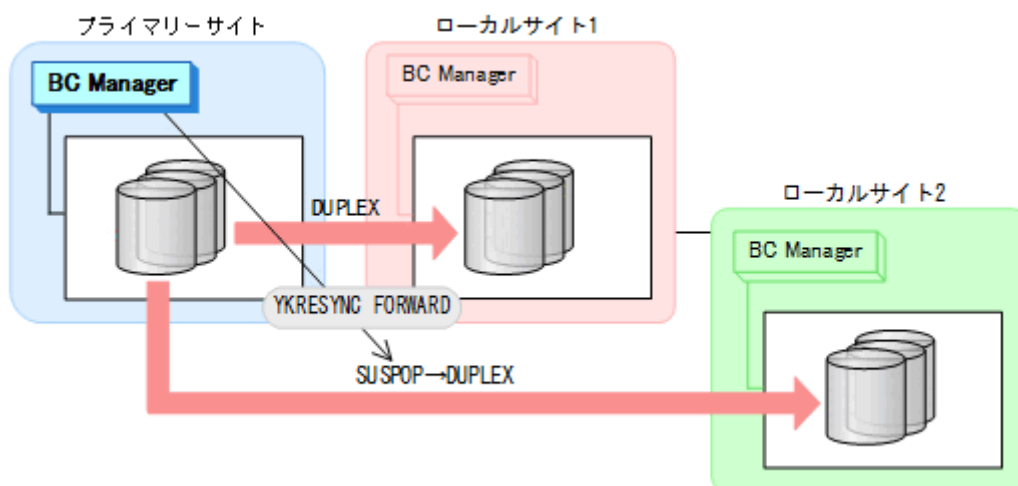 プライマリーサイト
ローカルサイト1
BC Manager
BC Manager
ローカルサイト2
DUPLEX
BC Manager
YKRESYNC FORWARD
SUSPOP→DUPLEX